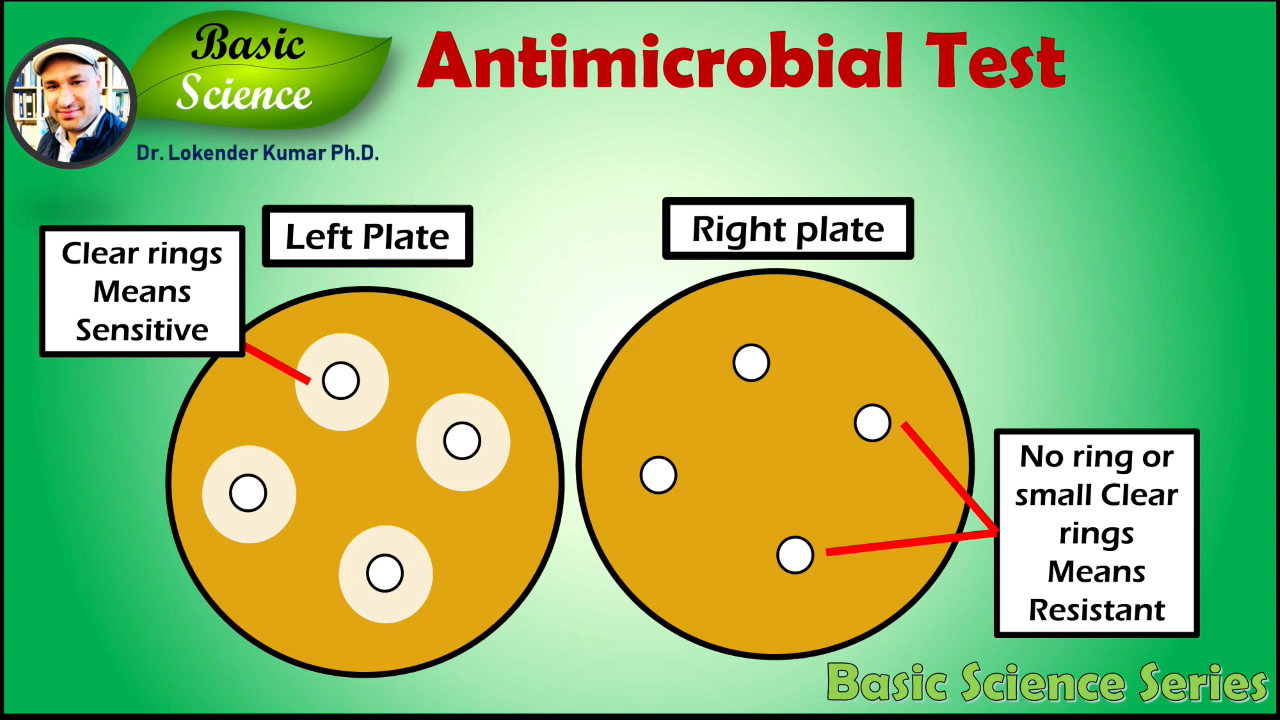 Basic
Science
Antimicrobial Test
Dr. Lokender Kumar Ph.D.
Left Plate
Right plate
Clear rings
Means
Sensitive
No ring or
small Clear
rings
Means
Resistant
Basic Science Series